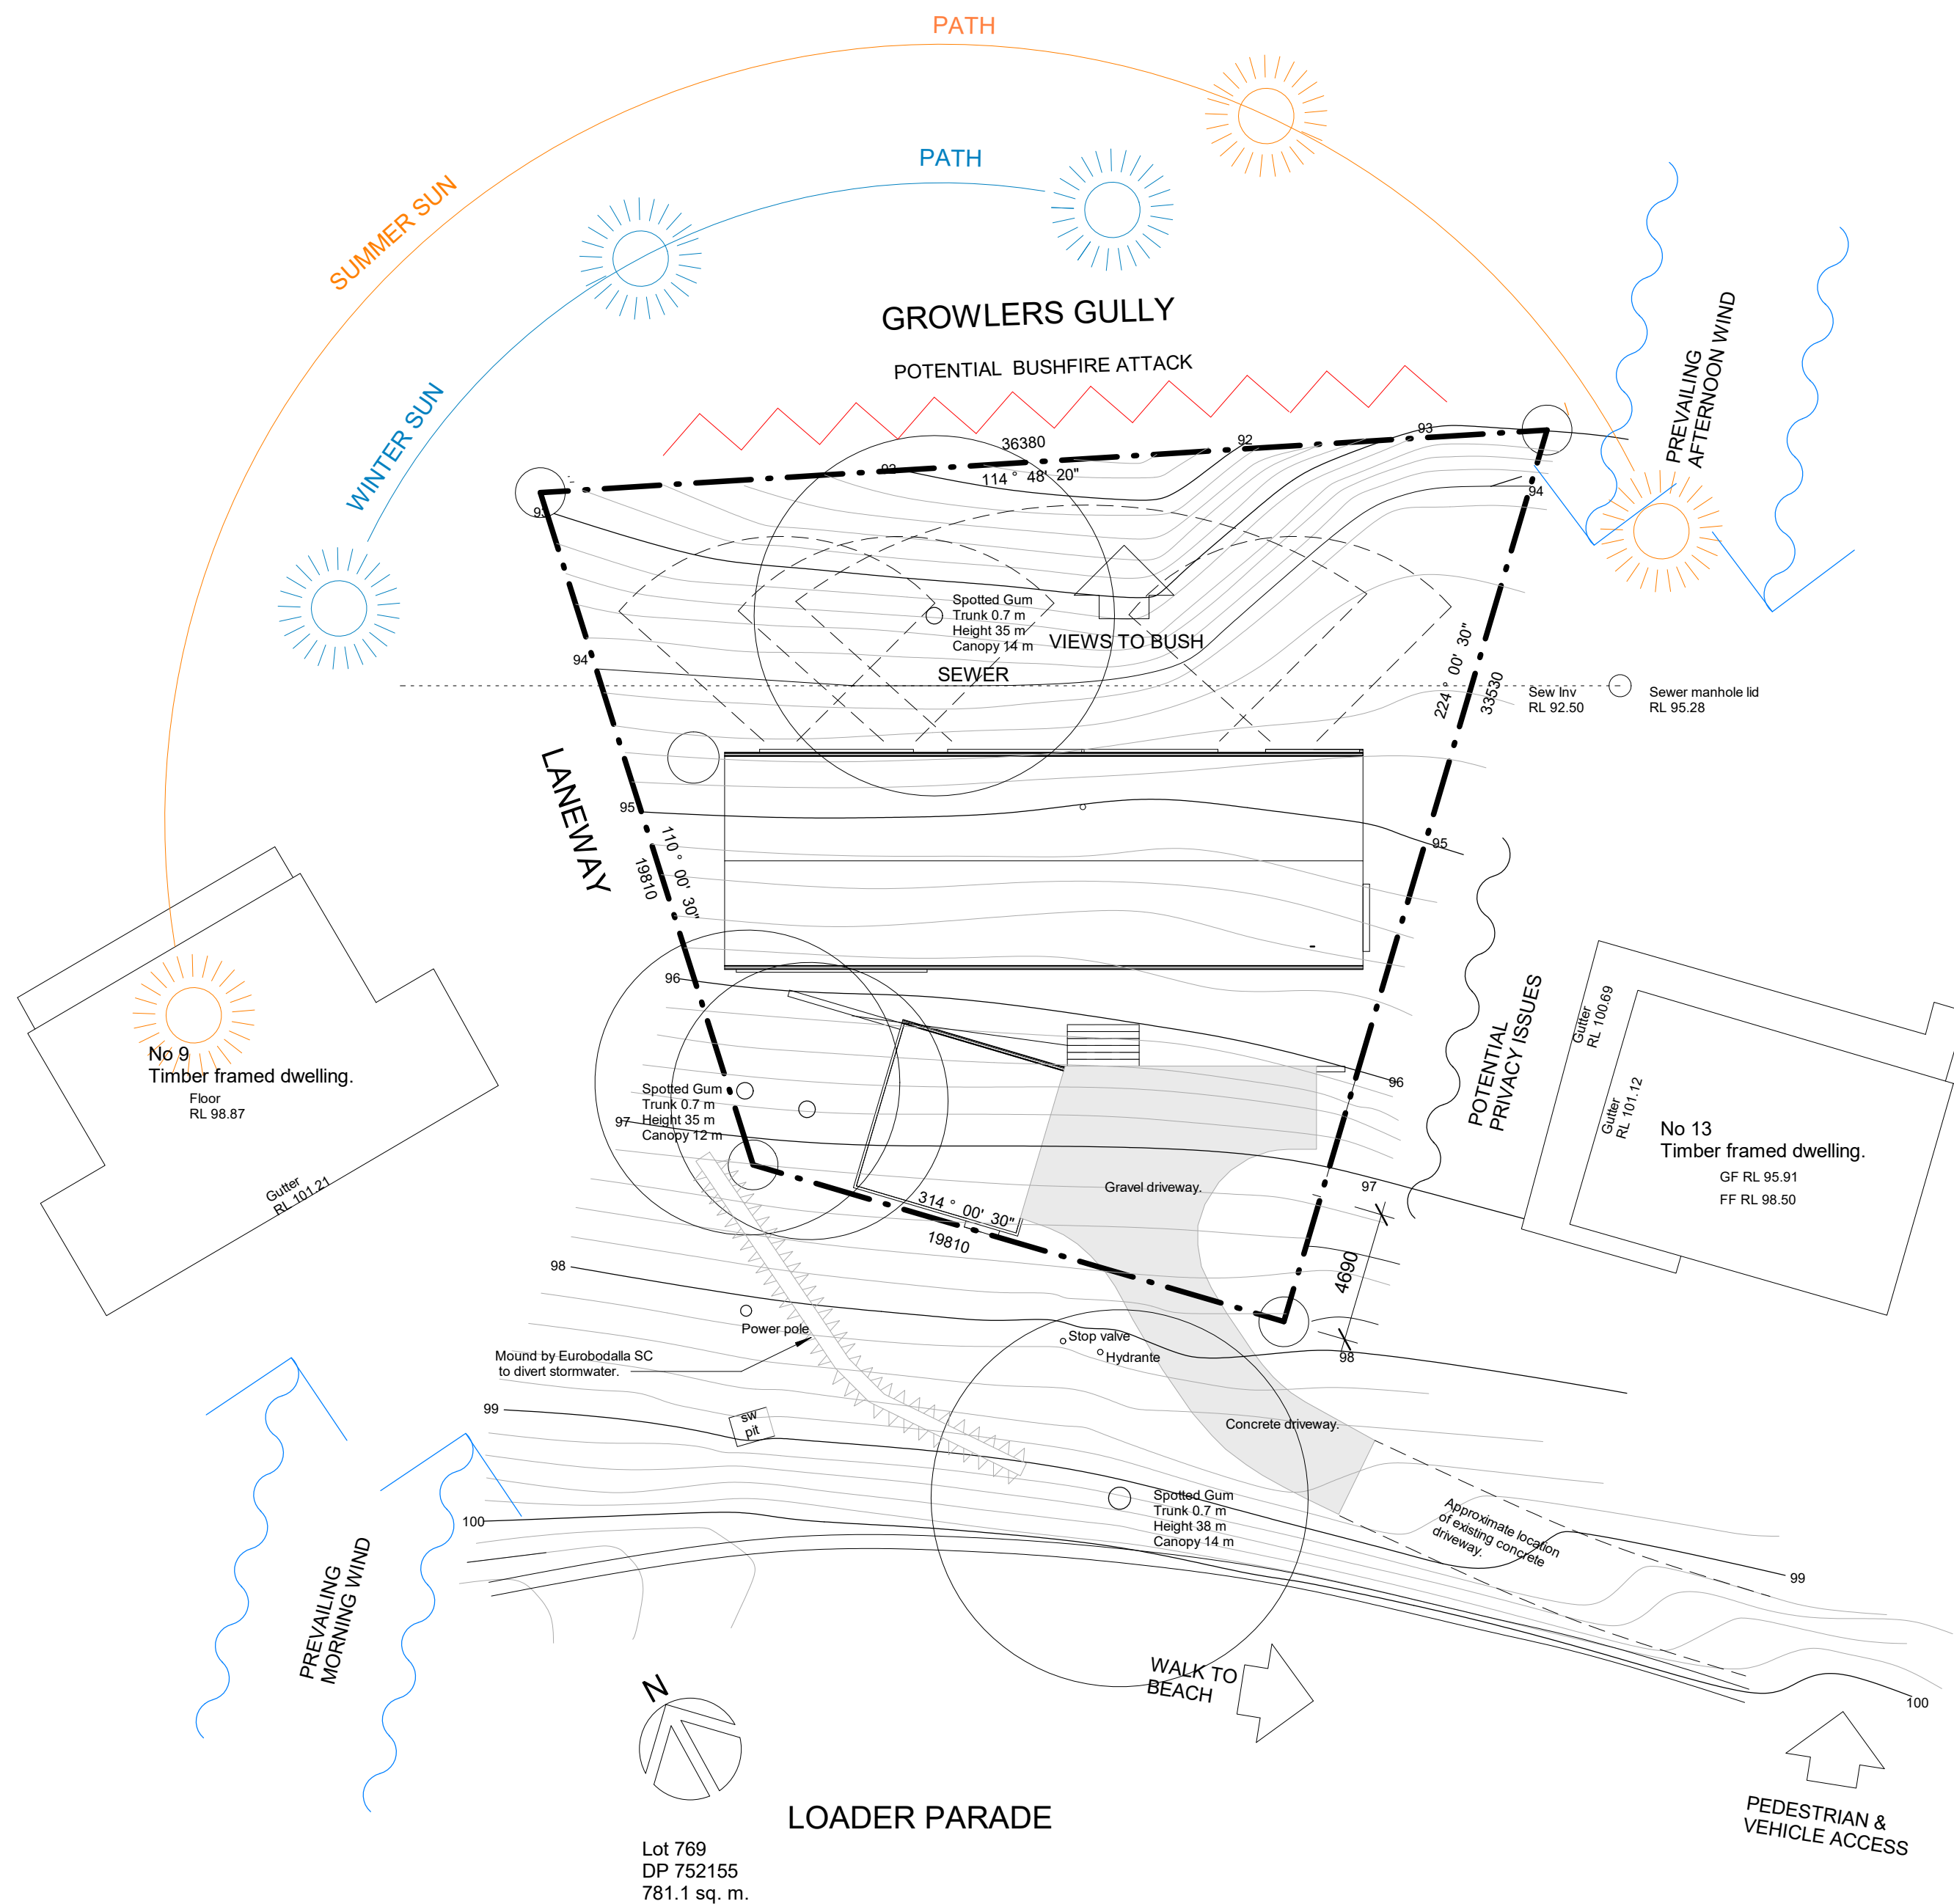 PATH
PATH
SUMMER SUN
WINTER SUN
GROWLERS GULLY
POTENTIAL  BUSHFIRE ATTACK
PREVAILING
AFTERNOON WIND
36380
92
93
92
114 ° 48' 20"
93
94
Spotted Gum
Trunk 0.7 m
Height 35 m
Canopy 14 m
VIEWS TO BUSH
94
SEWER
224 ° 00' 30"
33530
Sew Inv
RL 92.50
Sewer manhole lid
RL 95.28
LANEWAY
95
110 ° 00' 30"
19810
95
96
POTENTIAL
PRIVACY ISSUES
Gutter
RL 100.69
No 9
Timber framed dwelling.
Floor
RL 98.87
Spotted Gum
Trunk 0.7 m
Height 35 m
Canopy 12 m
96
97
Gutter
RL 101.12
No 13
Timber framed dwelling.
GF RL 95.91
FF RL 98.50
Gutter
RL 101.21
Gravel driveway.
97
314 ° 00' 30"
19810
4690
98
Power pole
Stop valve
Hydrante
98
Mound by Eurobodalla SC
to divert stormwater.
99
sw
pit
Concrete driveway.
Spotted Gum
Trunk 0.7 m
Height 38 m
Canopy 14 m
Approximate location
of existing concrete
driveway.
100
99
PREVAILING
MORNING WIND
WALK TO
BEACH
N
100
LOADER PARADE
PEDESTRIAN &
VEHICLE ACCESS
Lot 769
DP 752155
781.1 sq. m.